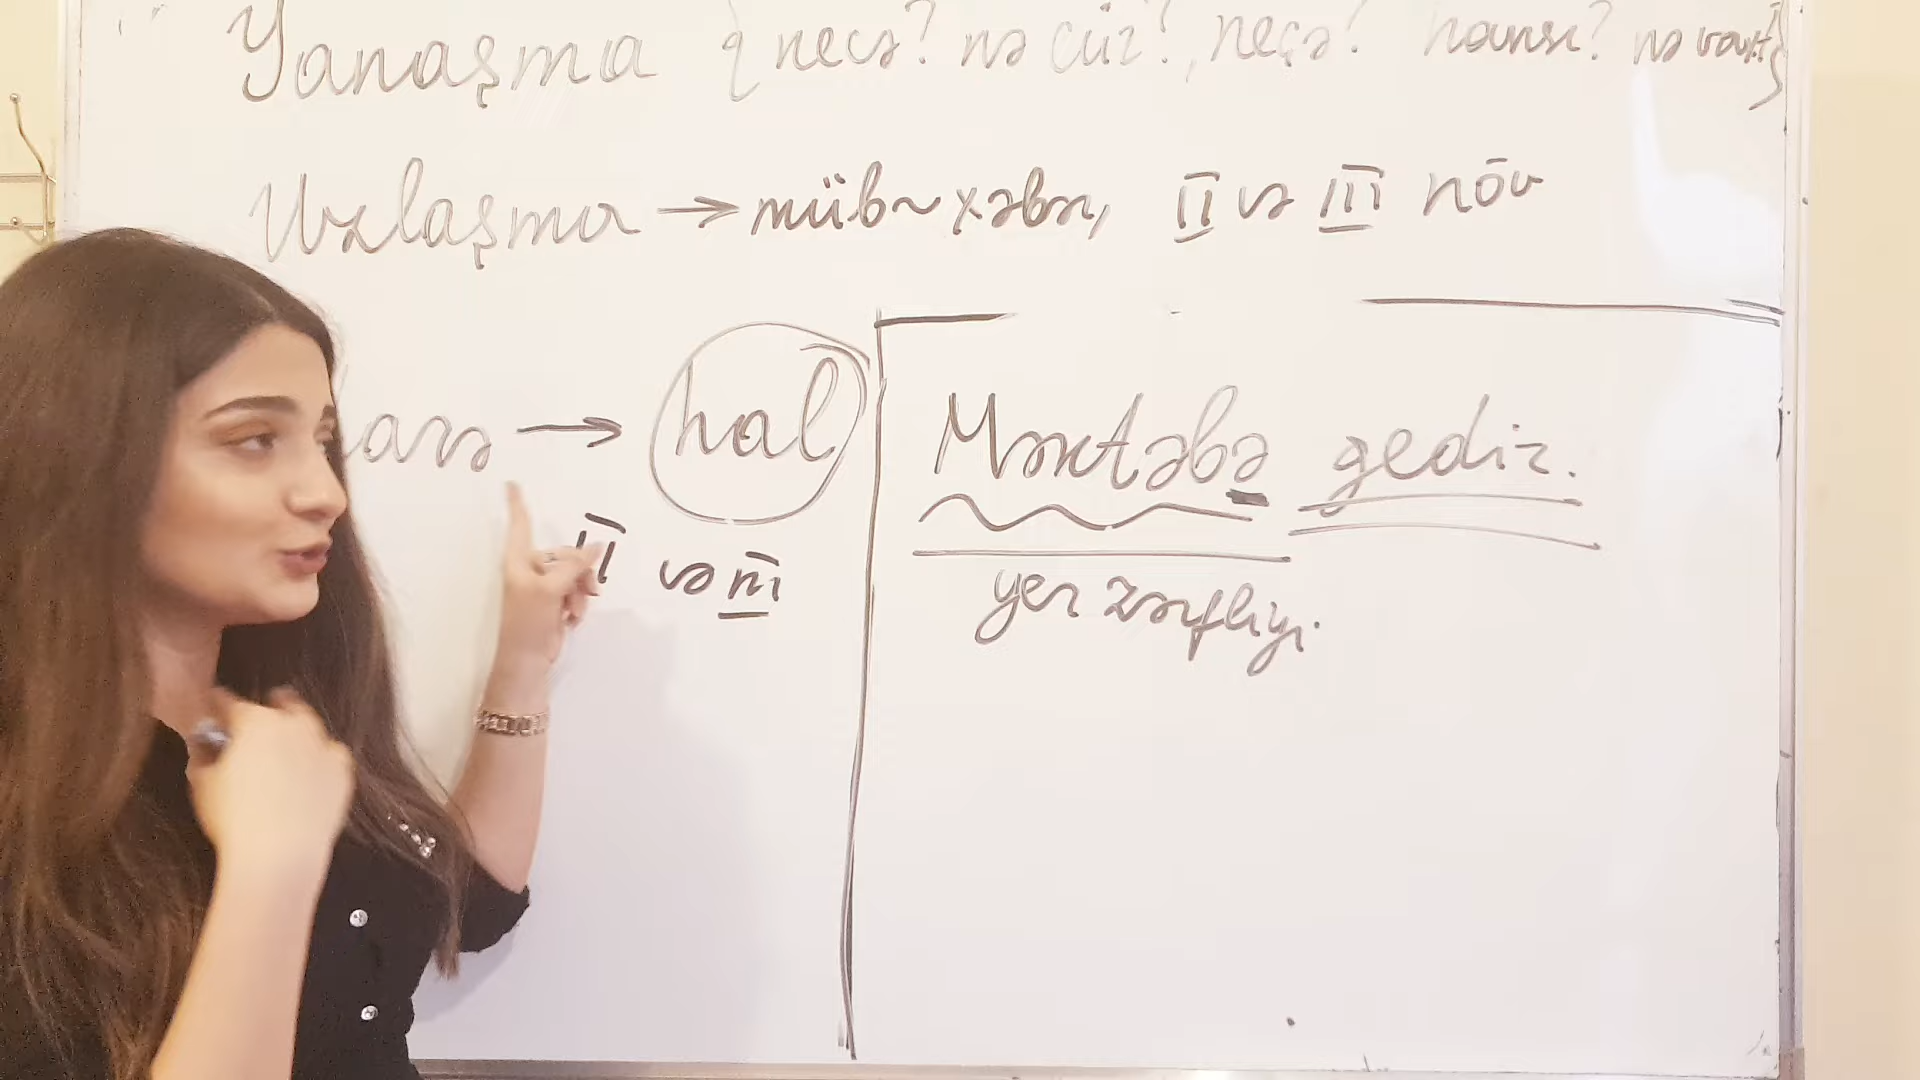 Yanaşma { necə? nə cür?, neçə? hansı? nə vaxt}
Uzlaşma → müb~xəbər, II və III növ
arə → hal
II və III
Məktəbə gedir.
yer zərfliyi.